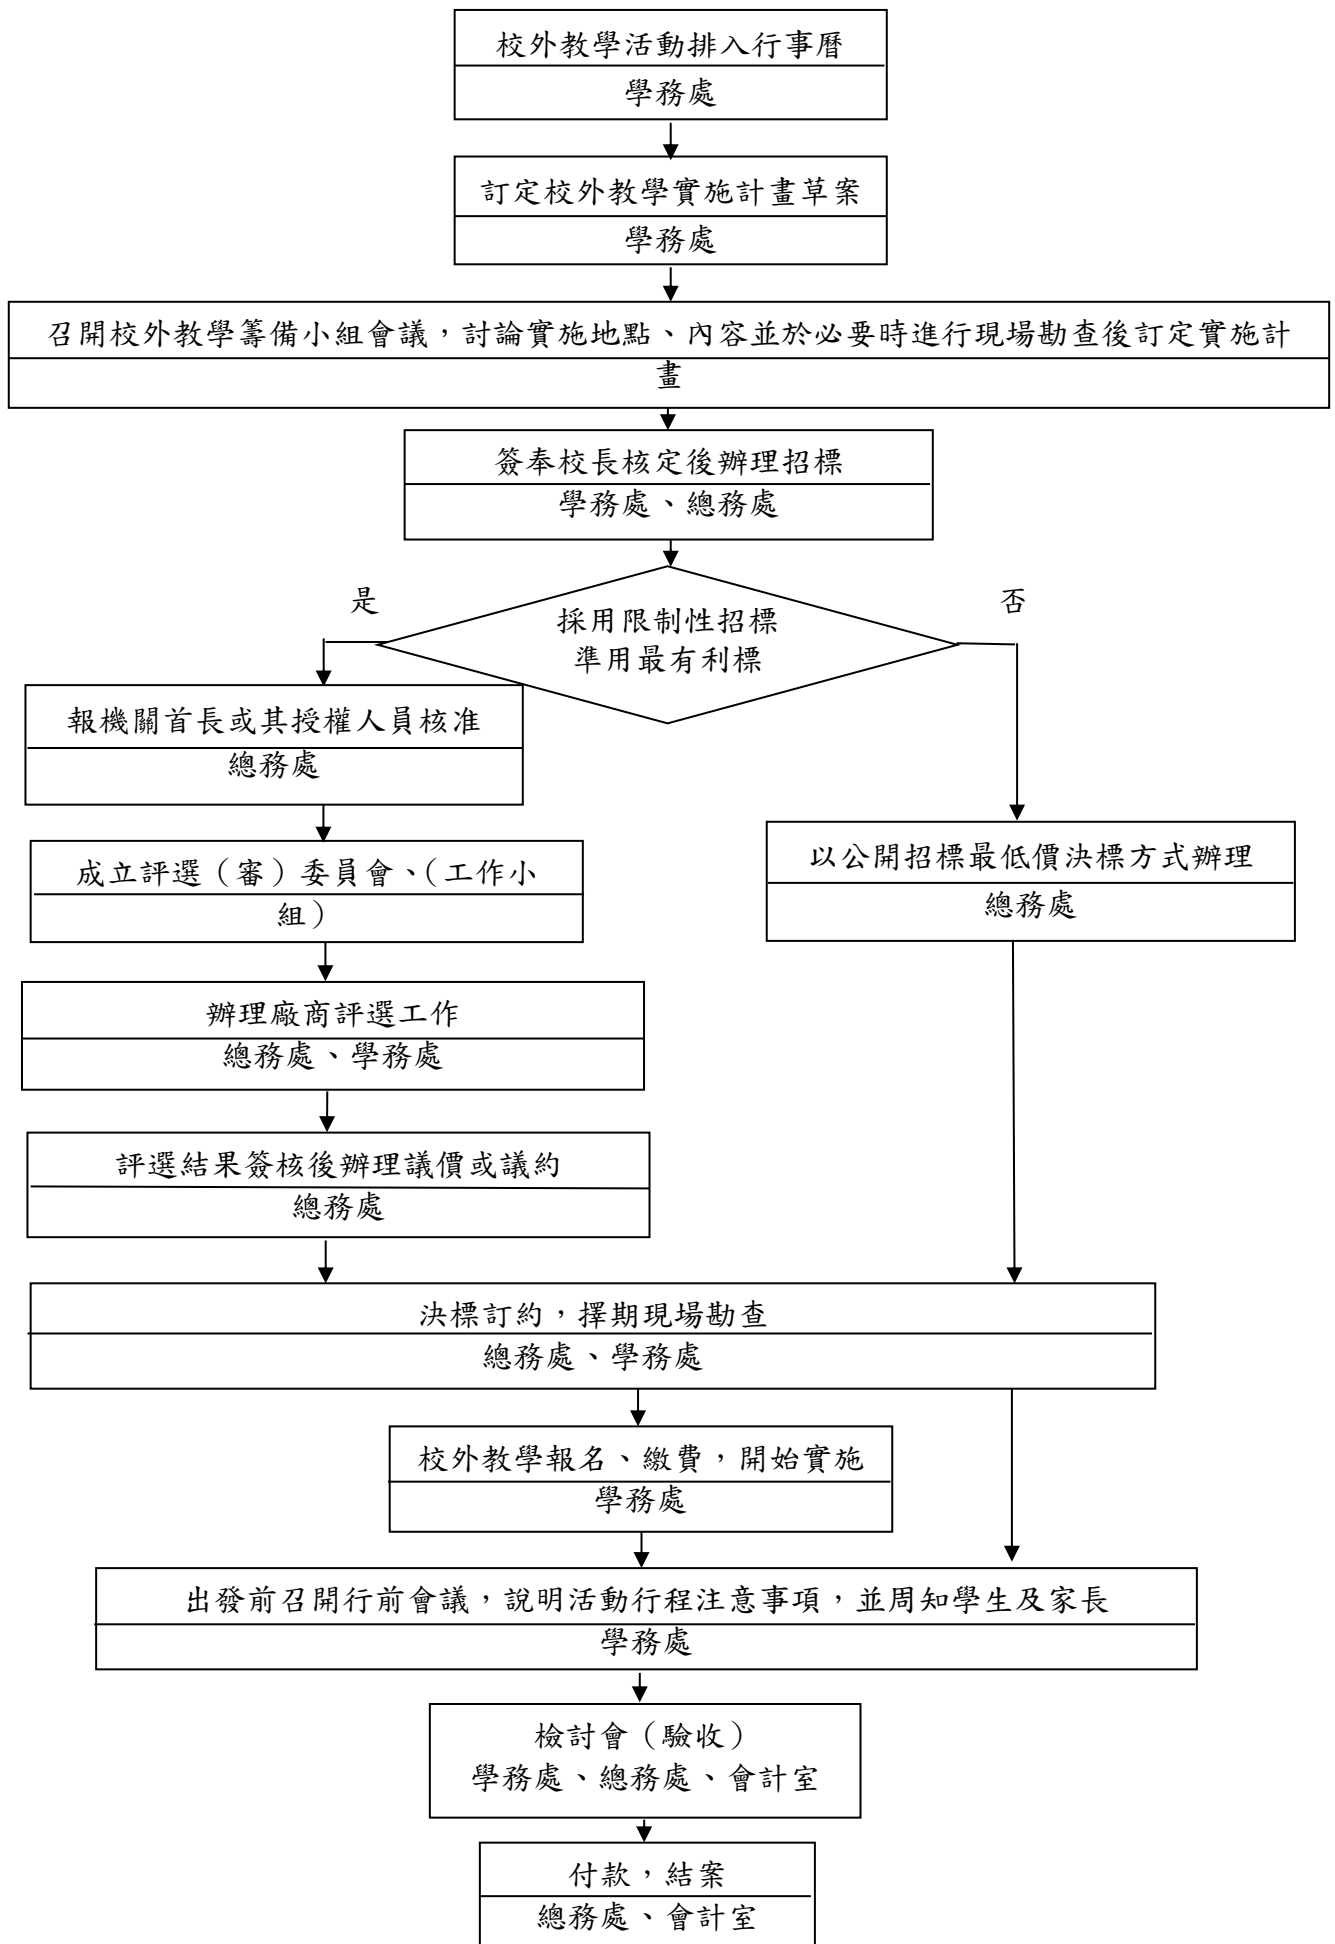 校外教學活動排入行事曆
學務處
訂定校外教學實施計畫草案
學務處
召開校外教學籌備小組會議，討論實施地點、內容並於必要時進行現場勘查後訂定實施計
畫
簽奉校長核定後辦理招標
學務處、總務處
是
否
採用限制性招標
準用最有利標
報機關首長或其授權人員核准
總務處
成立評選（審）委員會、（工作小
組）
以公開招標最低價決標方式辦理
總務處
辦理廠商評選工作
總務處、學務處
評選結果簽核後辦理議價或議約
總務處
決標訂約，擇期現場勘查
總務處、學務處
校外教學報名、繳費，開始實施
學務處
出發前召開行前會議，說明活動行程注意事項，並周知學生及家長
學務處
檢討會（驗收）
學務處、總務處、會計室
付款，結案
總務處、會計室